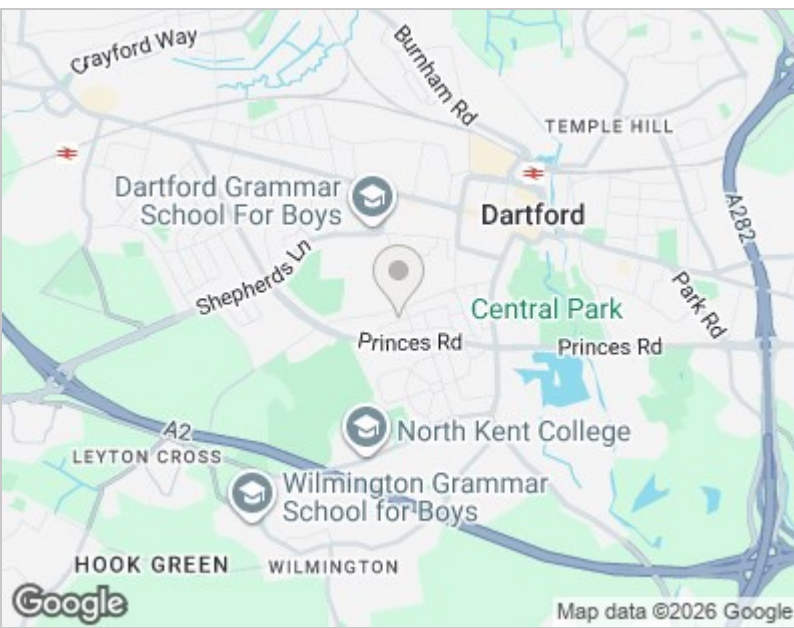 Crayford Way
Burnham Rd
TEMPLE HILL
Dartford Grammar
School For Boys
Dartford
A282
Shepherds Ln
Park Rd
Central Park
Princes Rd
Princes Rd
A2
North Kent College
LEYTON CROSS
Wilmington Grammar
School for Boys
HOOK GREEN
WILMINGTON
Google
Map data ©2026 Google